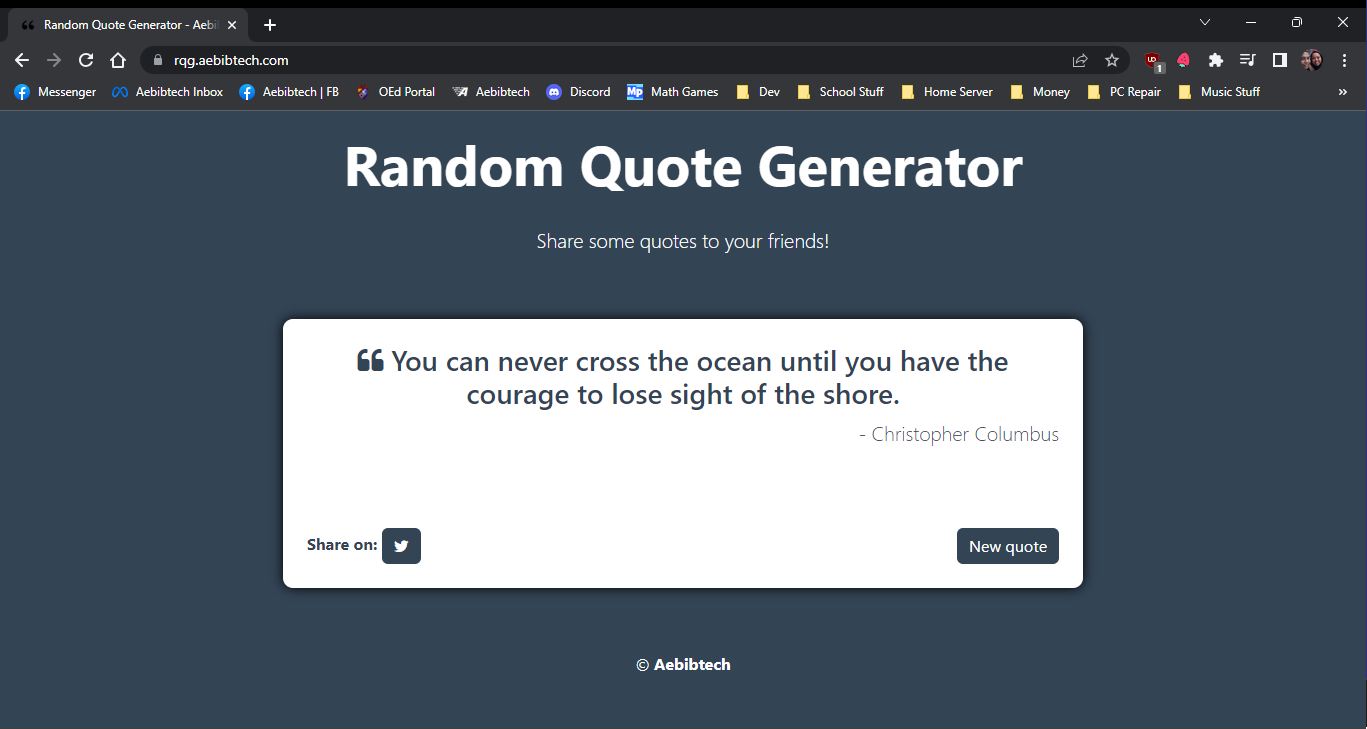 Random Quote Generator - Aebi
rqg.aebibtech.com
1
Messenger Aebibtech Inbox Aebibtech | FB OEd Portal Aebibtech Discord Mp Math Games Dev School Stuff Home Server Money PC Repair Music Stuff »
Random Quote Generator
Share some quotes to your friends!
❝ You can never cross the ocean until you have the
courage to lose sight of the shore.
- Christopher Columbus
Share on:
New quote
© Aebibtech